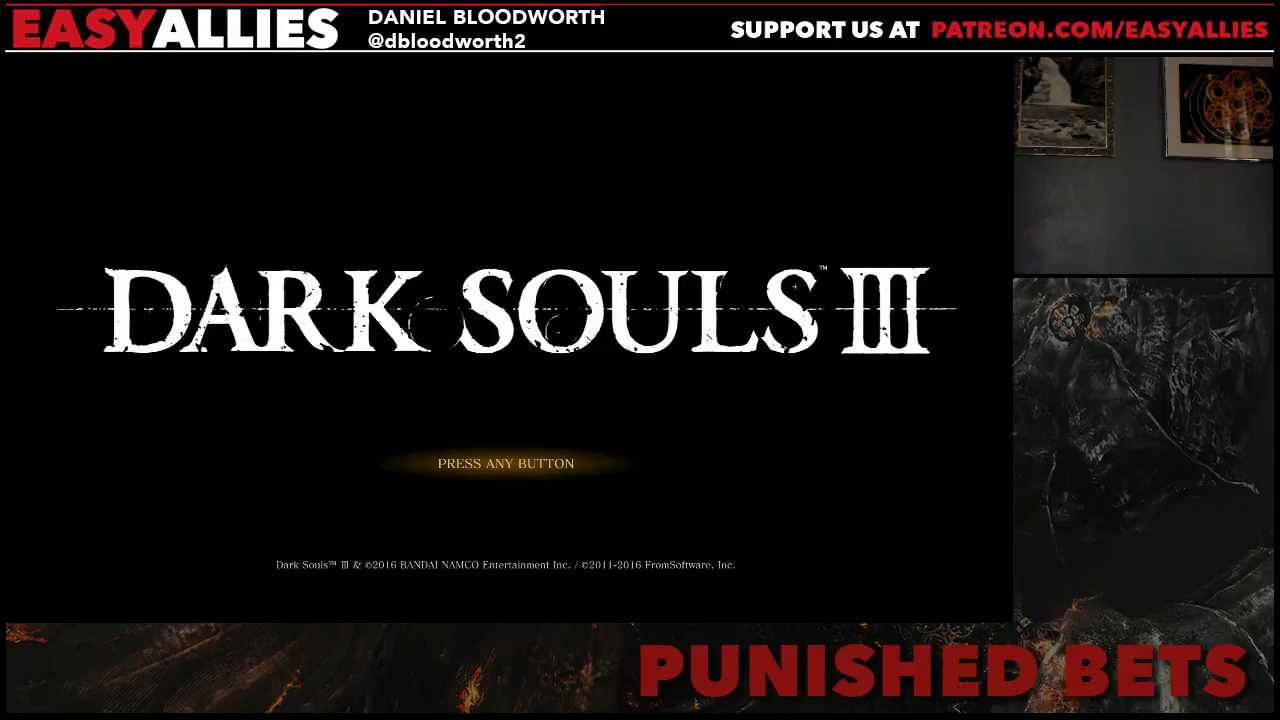 EASYALLIES
DANIEL BLOODWORTH
@dbloodworth2
SUPPORT US AT PATREON.COM/EASYALLIES
DARK SOULS™ III
PRESS ANY BUTTON
Dark Souls™ III & ©2016 BANDAI NAMCO Entertainment Inc. / ©2011-2016 FromSoftware, Inc.
PUNISHED BETS